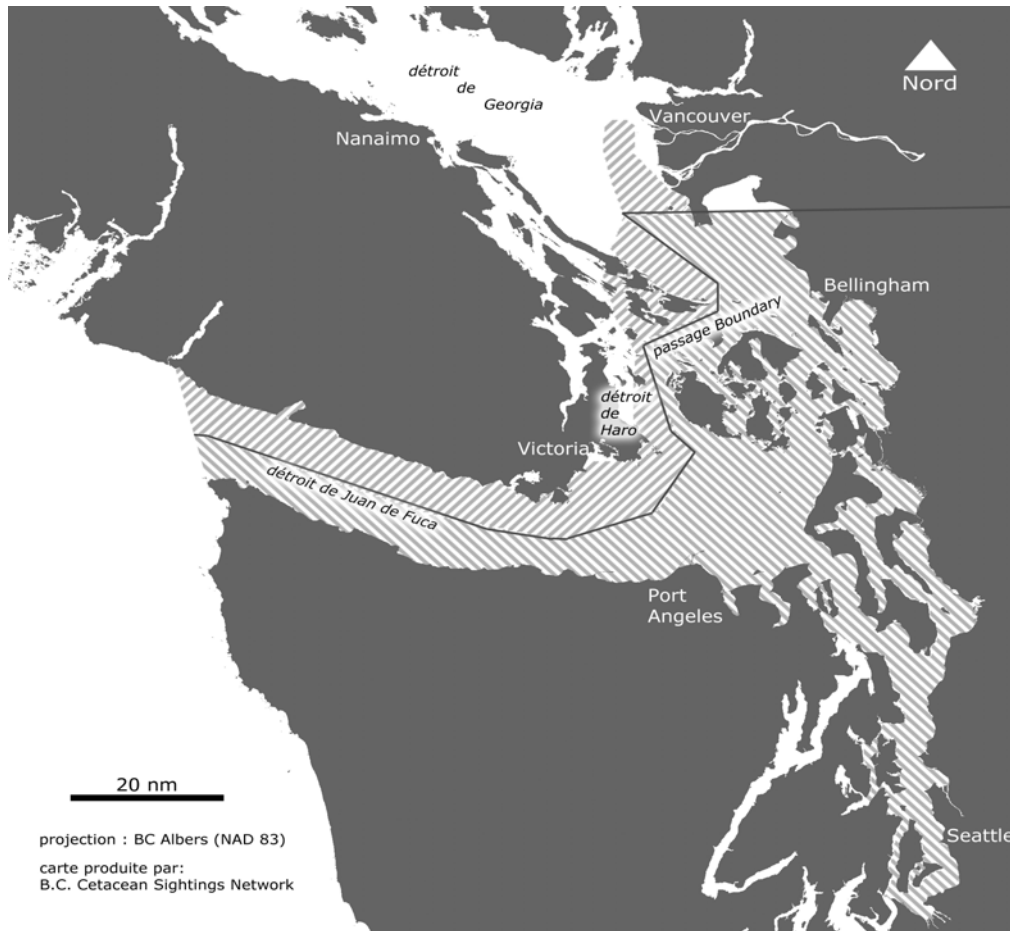 détroit
de
Georgia
Nord
Vancouver
Nanaimo
Bellingham
passage Boundary
détroit
de
Haro
Victoria
détroit de Juan de Fuca
Port
Angeles
20 nm
Seattle
projection : BC Albers (NAD 83)
carte produite par:
B.C. Cetacean Sightings Network